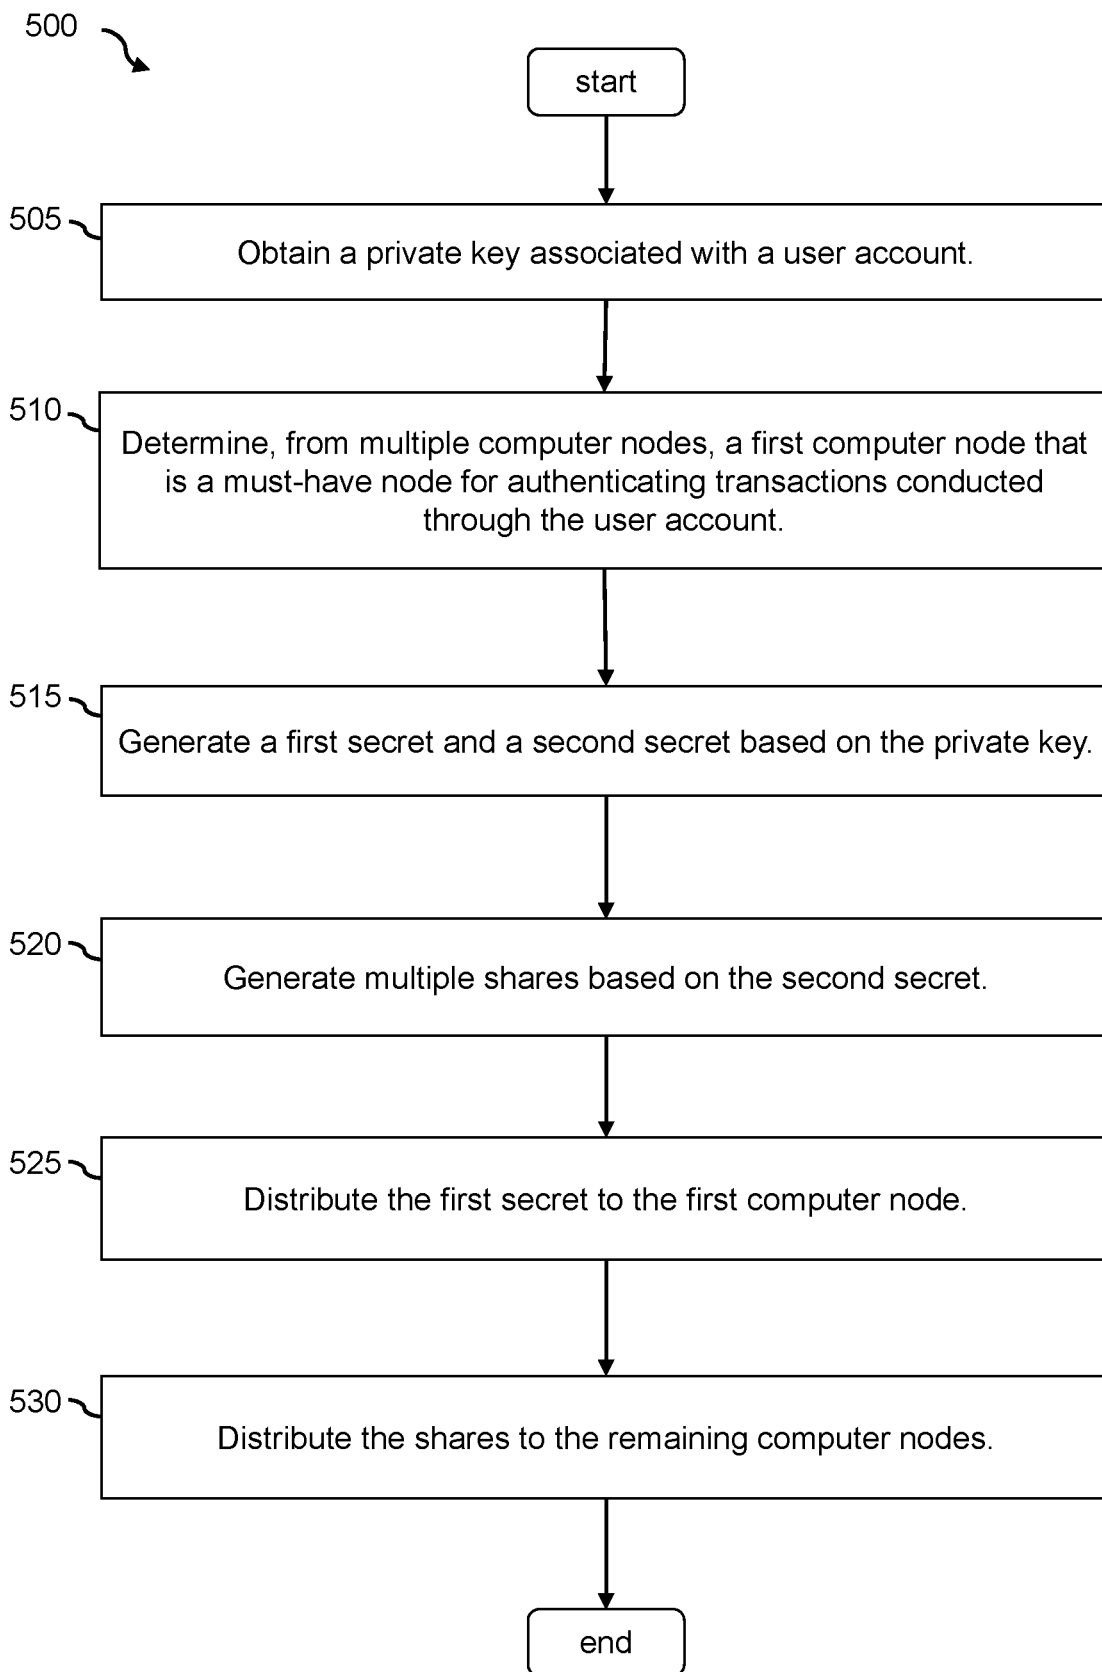 500
start
505
Obtain a private key associated with a user account.
510
Determine, from multiple computer nodes, a first computer node that
is a must-have node for authenticating transactions conducted
through the user account.
515
Generate a first secret and a second secret based on the private key.
520
Generate multiple shares based on the second secret.
525
Distribute the first secret to the first computer node.
530
Distribute the shares to the remaining computer nodes.
end